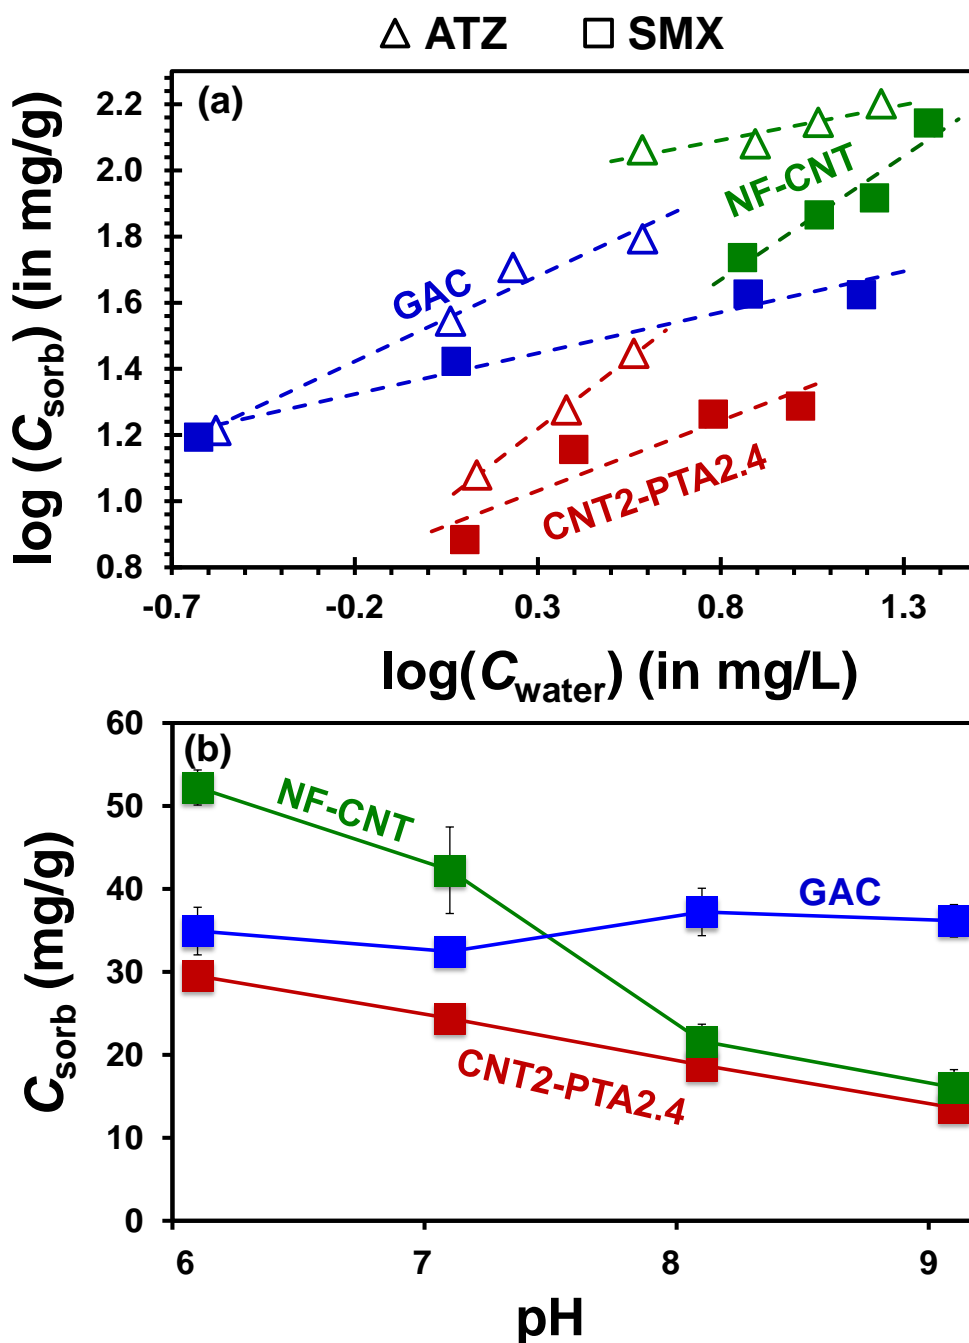 ATZ SMX
(a)
log (Csorb) (in mg/g)
2.2
2.0
1.8
1.6
1.4
1.2
1.0
0.8
NF-CNT
GAC
CNT2-PTA2.4
-0.7 -0.2 0.3 0.8 1.3
log(Cwater) (in mg/L)
(b)
Csorb (mg/g)
60
50
40
30
20
10
0
NF-CNT
GAC
CNT2-PTA2.4
6 7 8 9
pH